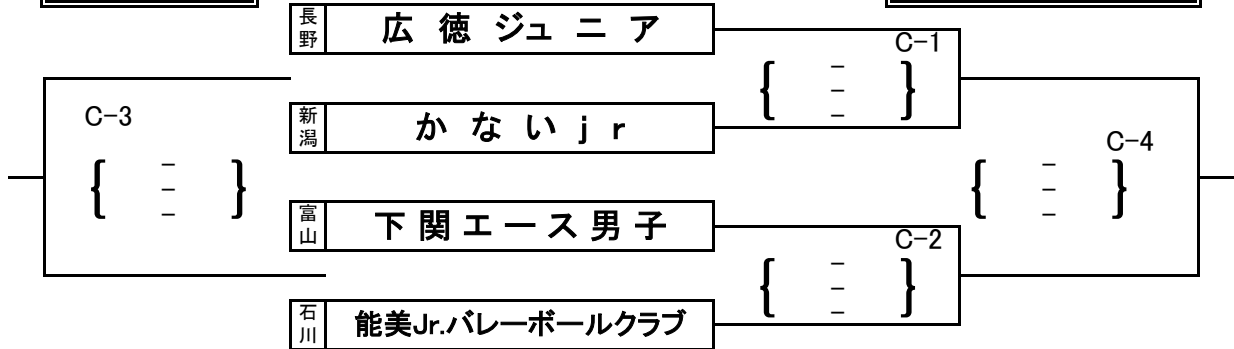 長野 広徳ジュニア
C-1
{ - - - }
C-3
新潟 かないjr
{ - - - }
C-4
{ - - - }
富山 下関エース男子
C-2
{ - - - }
石川 能美Jr.バレーボールクラブ